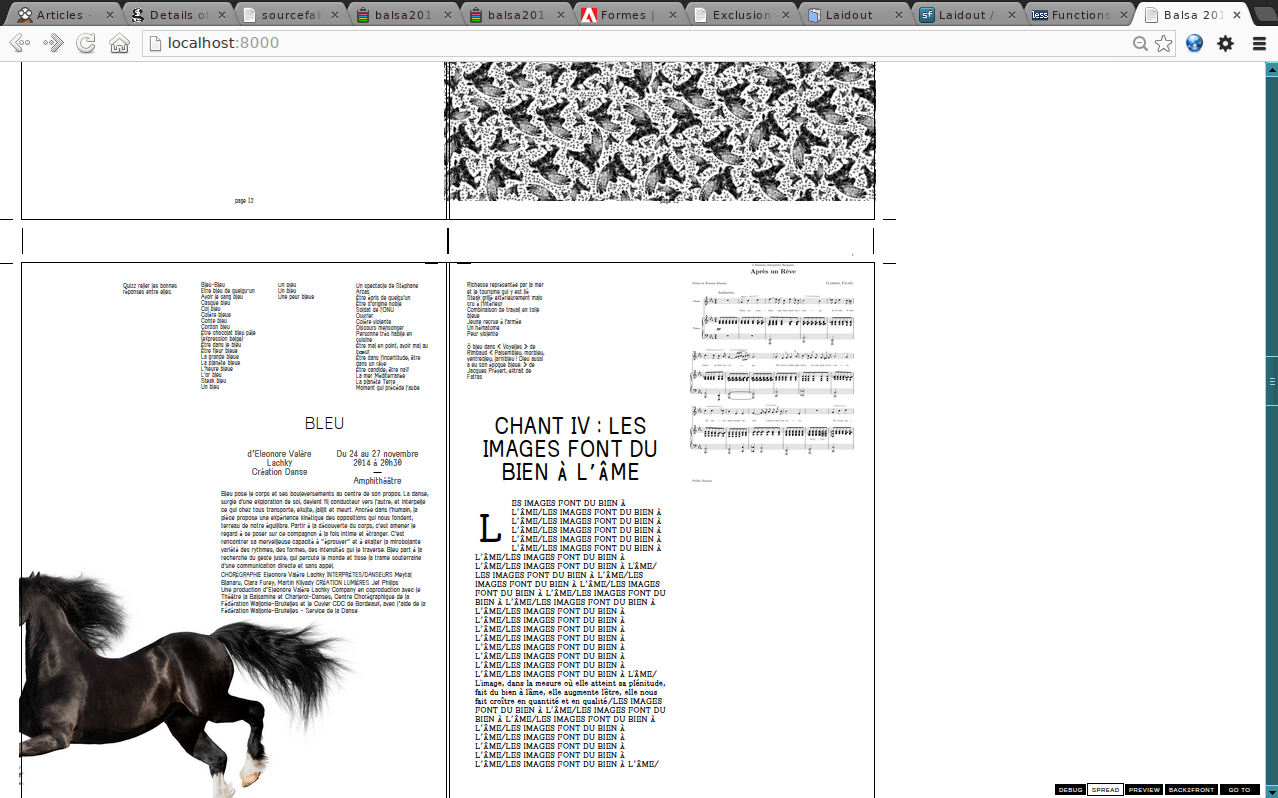 Articles -
Details of
sourcefab
balsa201
balsa201
Formes |
Exclusion
Laidout
Laidout /
Functions
Balsa 201
localhost:8000
page 12
Après un Rêve
Gabriel Fauré
Quizz relier les bonnes
réponses entre elles.
Bleu-Bleu
Etre bleu de quelqu'un
Avoir le sang bleu
Casque bleu
Col bleu
Colère bleue
Conte bleu
Cordon bleu
Etre chocolat bleu pâle
(expression belge)
Etre dans le bleu
Etre fleur bleue
La grande bleue
La planète bleue
L'heure bleue
L'or bleu
Steak bleu
Un bleu
un bleu
Un bleu
Une peur bleue
Un spectacle de Stéphane
Arcas
Être épris de quelqu'un
Être d'origine noble
Soldat de l'ONU
Ouvrier
Colère violente
Discours mensonger
Personne très habile en
cuisine
Etre mal en point, avoir mal au
cœur
Être dans l'incertitude, être
dans un rêve
Être candide, être naïf
La mer Méditerranée
La planète Terre
Moment qui précède l'aube
BLEU
d'Eleonore Valère
Lachky
Création Danse
Du 24 au 27 novembre
2014 à 20h30
—
Amphithéâtre
Bleu pose le corps et ses bouleversements au centre de son propos. La danse,
surgie d'une exploration de soi, devient fil conducteur vers l'autre, et interpelle
ce qui chez tous transporte, exulte, jaillit et meurt. Ancrée dans l'humain, la
pièce propose une expérience kinétique des oppositions qui nous fondent,
terreau de notre équilibre. Partir à la découverte du corps, c'est amener le
regard à se poser sur ce compagnon à la fois intime et étranger. C'est
rencontrer sa merveilleuse capacité à "éprouver" et à exalter la mirobolante
variété des rythmes, des formes, des intensités qui le traverse. Bleu part à la
recherche du geste juste, qui percute le monde et tisse la trame souterraine
d'une communication directe et sans appel.
CHOREGRAPHIE Eleonore Valère Lachky INTERPRÈTES/DANSEURS Meytal
Blanaru, Clara Furey, Martin Kilvady CRÉATION LUMIÈRES Jef Philips
Une production d'Eleonore Valère Lachky Company en coproduction avec le
Théâtre la Balsamine et Charleroi-Danses, Centre Chorégraphique de la
Fédération Wallonie-Bruxelles et le Cuvier CDC de Bordeaux, avec l'aide de la
Fédération Wallonie-Bruxelles - Service de la Danse
Richesse représentée par la mer
et le tourisme qui y est lié
Steak grillé extérieurement mais
cru à l'intérieur
Combinaison de travail en toile
bleue
Jeune recrue à l'armée
Un hématome
Peur violente
Ô bleu dans < Voyelles > de
Rimbaud < Palsembleu, morbleu,
ventrebleu, jarnibleu ! Dieu aussi
a eu son époque bleue. > de
Jacques Prévert, extrait de
Fatras
CHANT IV : LES
IMAGES FONT DU
BIEN À L'ÂME
LES IMAGES FONT DU BIEN À
L'ÂME/LES IMAGES FONT DU BIEN À
L'ÂME/LES IMAGES FONT DU BIEN À
L'ÂME/LES IMAGES FONT DU BIEN À
L'ÂME/LES IMAGES FONT DU BIEN À
L'ÂME/LES IMAGES FONT DU BIEN À
L'ÂME/LES IMAGES FONT DU BIEN À
L'ÂME/LES IMAGES FONT DU BIEN À L'ÂME/
LES IMAGES FONT DU BIEN À L'ÂME/LES
IMAGES FONT DU BIEN À L'ÂME/LES IMAGES
FONT DU BIEN À L'ÂME/LES IMAGES FONT DU
BIEN À L'ÂME/LES IMAGES FONT DU BIEN À
L'ÂME/LES IMAGES FONT DU BIEN À
L'ÂME/LES IMAGES FONT DU BIEN À
L'ÂME/LES IMAGES FONT DU BIEN À
L'ÂME/LES IMAGES FONT DU BIEN À
L'ÂME/LES IMAGES FONT DU BIEN À
L'ÂME/LES IMAGES FONT DU BIEN À
L'ÂME/LES IMAGES FONT DU BIEN À
L'ÂME/LES IMAGES FONT DU BIEN À L'ÂME/
L'image, dans la mesure où elle atteint sa plénitude,
fait du bien à l'âme, elle augmente l'être, elle nous
fait croître en quantité et en qualité/LES IMAGES
FONT DU BIEN À L'ÂME/LES IMAGES FONT DU
BIEN À L'ÂME/LES IMAGES FONT DU BIEN À
L'ÂME/LES IMAGES FONT DU BIEN À
L'ÂME/LES IMAGES FONT DU BIEN À
L'ÂME/LES IMAGES FONT DU BIEN À
L'ÂME/LES IMAGES FONT DU BIEN À
L'ÂME/LES IMAGES FONT DU BIEN À L'ÂME/
DEBUG
SPREAD
PREVIEW
BACK2FRONT
GO TO